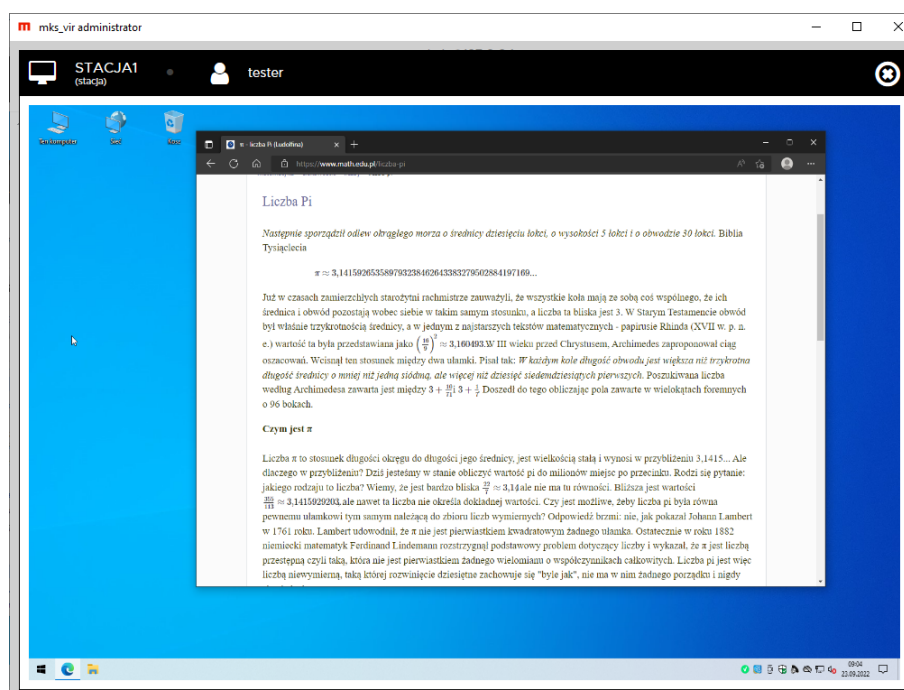 mks_vir administrator
STACJA1
(stacja)
tester
Ten komputer
Sieć
Kosz
π - liczba Pi (Ludolfina)
https://www.math.edu.pl/liczba-pi
Liczba Pi
Następnie sporządził odlew okrągłego morza o średnicy dziesięciu łokci, o wysokości 5 łokci i o obwodzie 30 łokci. Biblia
Tysiąclecia
π ≈ 3,14159265358979323846264338327950288419716​9...
Już w czasach zamierzchłych starożytni rachmistrze zauważyli, że wszystkie koła mają ze sobą coś wspólnego, że ich
średnica i obwód pozostają wobec siebie w takim samym stosunku, a liczba ta bliska jest 3. W Starym Testamencie obwód
był właśnie trzykrotnością średnicy, a w jednym z najstarszych tekstów matematycznych - papirusie Rhinda (XVII w. p. n.
e.) wartość ta była przedstawiana jako (16/9)² ≈ 3,160493.W III wieku przed Chrystusem, Archimedes zaproponował ciąg
oszacowań. Wcisnął ten stosunek między dwa ułamki. Pisał tak: W każdym kole długość obwodu jest większa niż trzykrotna
długość średnicy o mniej niż jedną siódmą, ale więcej niż dziesięć siedemdziesiątych pierwszych. Poszukiwana liczba
według Archimedesa zawarta jest między 3 + 10/71 i 3 + 1/7 Doszedł do tego obliczając pola zawarte w wielokątach foremnych
o 96 bokach.
Czym jest π
Liczba π to stosunek długości okręgu do długości jego średnicy, jest wielkością stałą i wynosi w przybliżeniu 3,1415... Ale
dlaczego w przybliżeniu? Dziś jesteśmy w stanie obliczyć wartość pi do milionów miejsc po przecinku. Rodzi się pytanie:
jakiego rodzaju to liczba? Wiemy, że jest bardzo bliska 22/7 ≈ 3,14 ale nie ma tu równości. Bliższa jest wartości
355/113 ≈ 3,1415929203, ale nawet ta liczba nie określa dokładnej wartości. Czy jest możliwe, żeby liczba pi była równa
pewnemu ułamkowi tym samym należącą do zbioru liczb wymiernych? Odpowiedź brzmi: nie, jak pokazał Johann Lambert
w 1761 roku. Lambert udowodnił, że π nie jest pierwiastkiem kwadratowym żadnego ułamka. Ostatecznie w roku 1882
niemiecki matematyk Ferdinand Lindemann rozstrzygnął podstawowy problem dotyczący liczby i wykazał, że π jest liczbą
przestępną czyli taką, która nie jest pierwiastkiem żadnego wielomianu o współczynnikach całkowitych. Liczba pi jest więc
liczbą niewymierną, taką której rozwinięcie dziesiętne zachowuje się "byle jak", nie ma w nim żadnego porządku i nigdy
09:04
23.09.2022